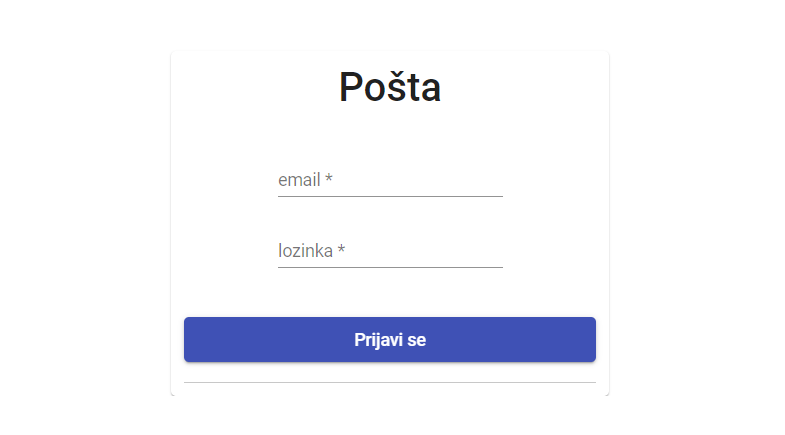 Pošta
email *
lozinka *
Prijavi se